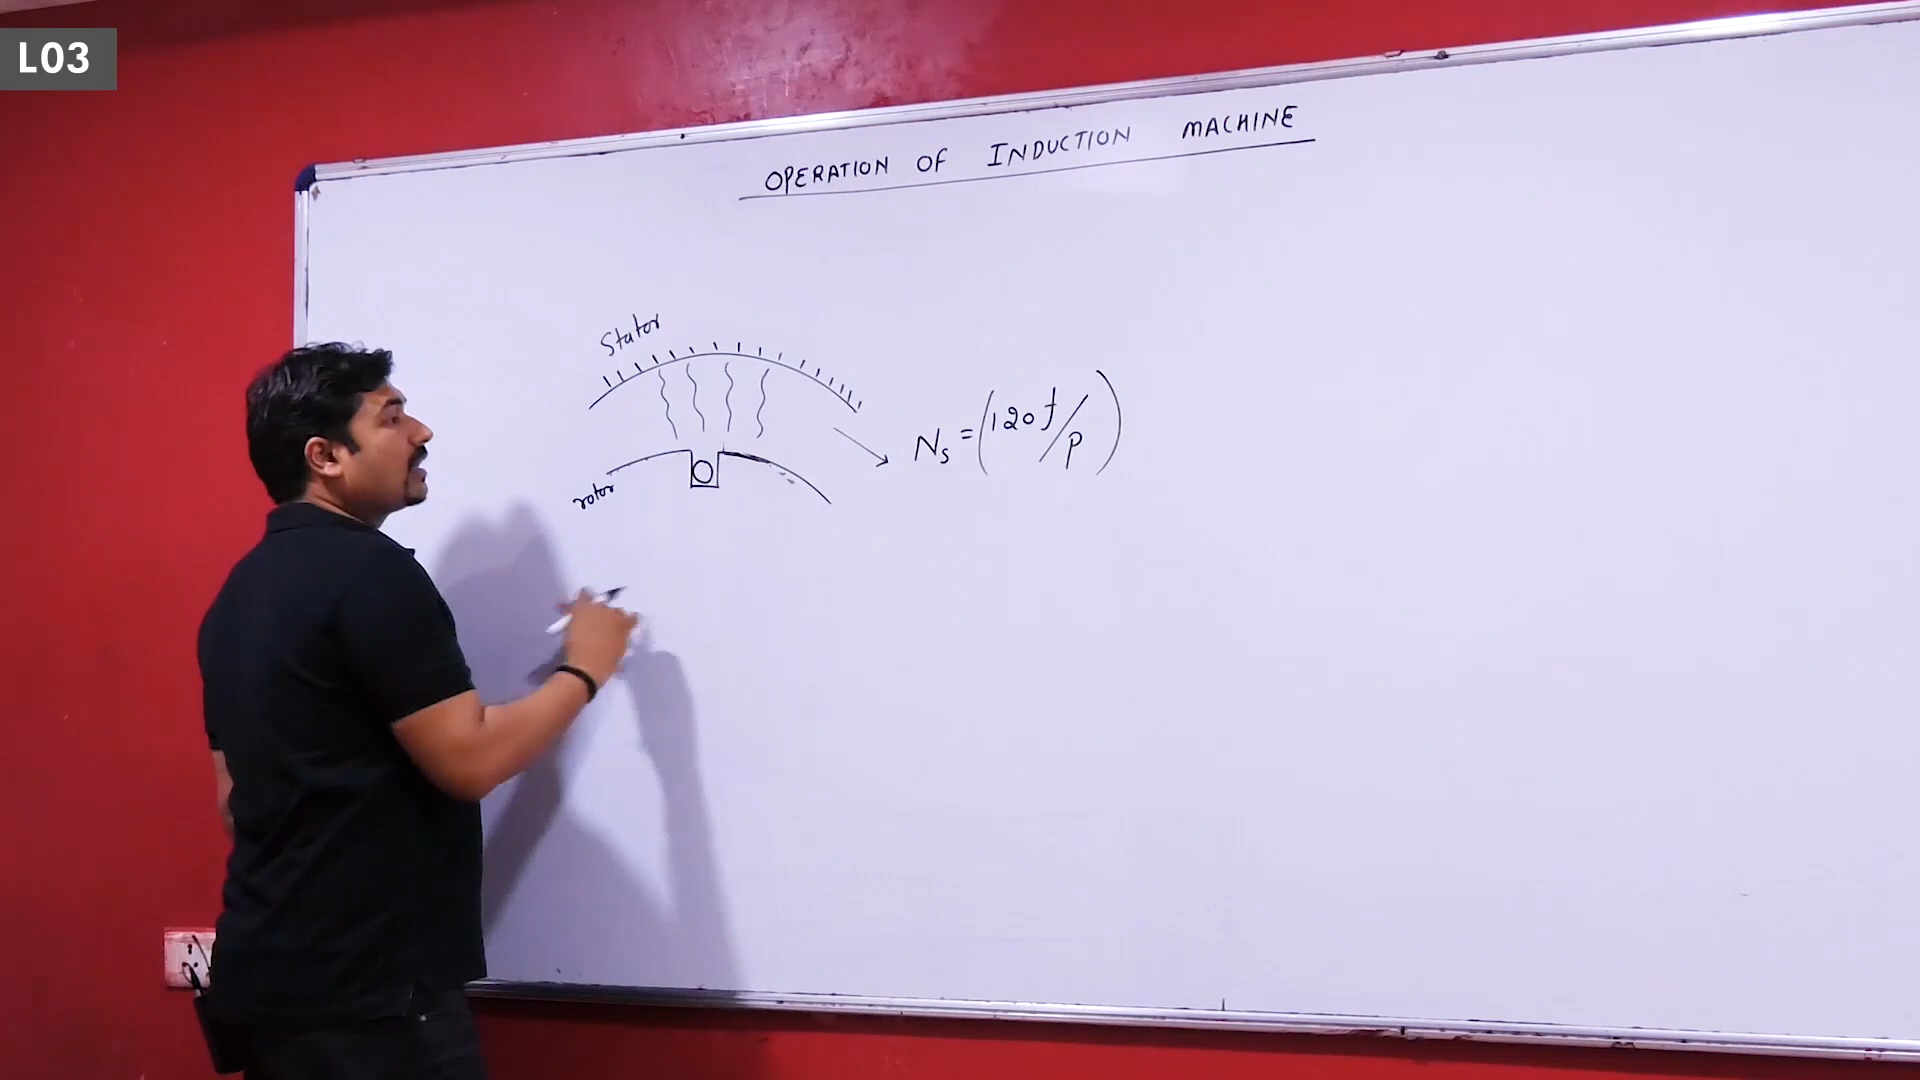 L03
OPERATION OF INDUCTION MACHINE
Stator
Ns = (120f/P)
rotor